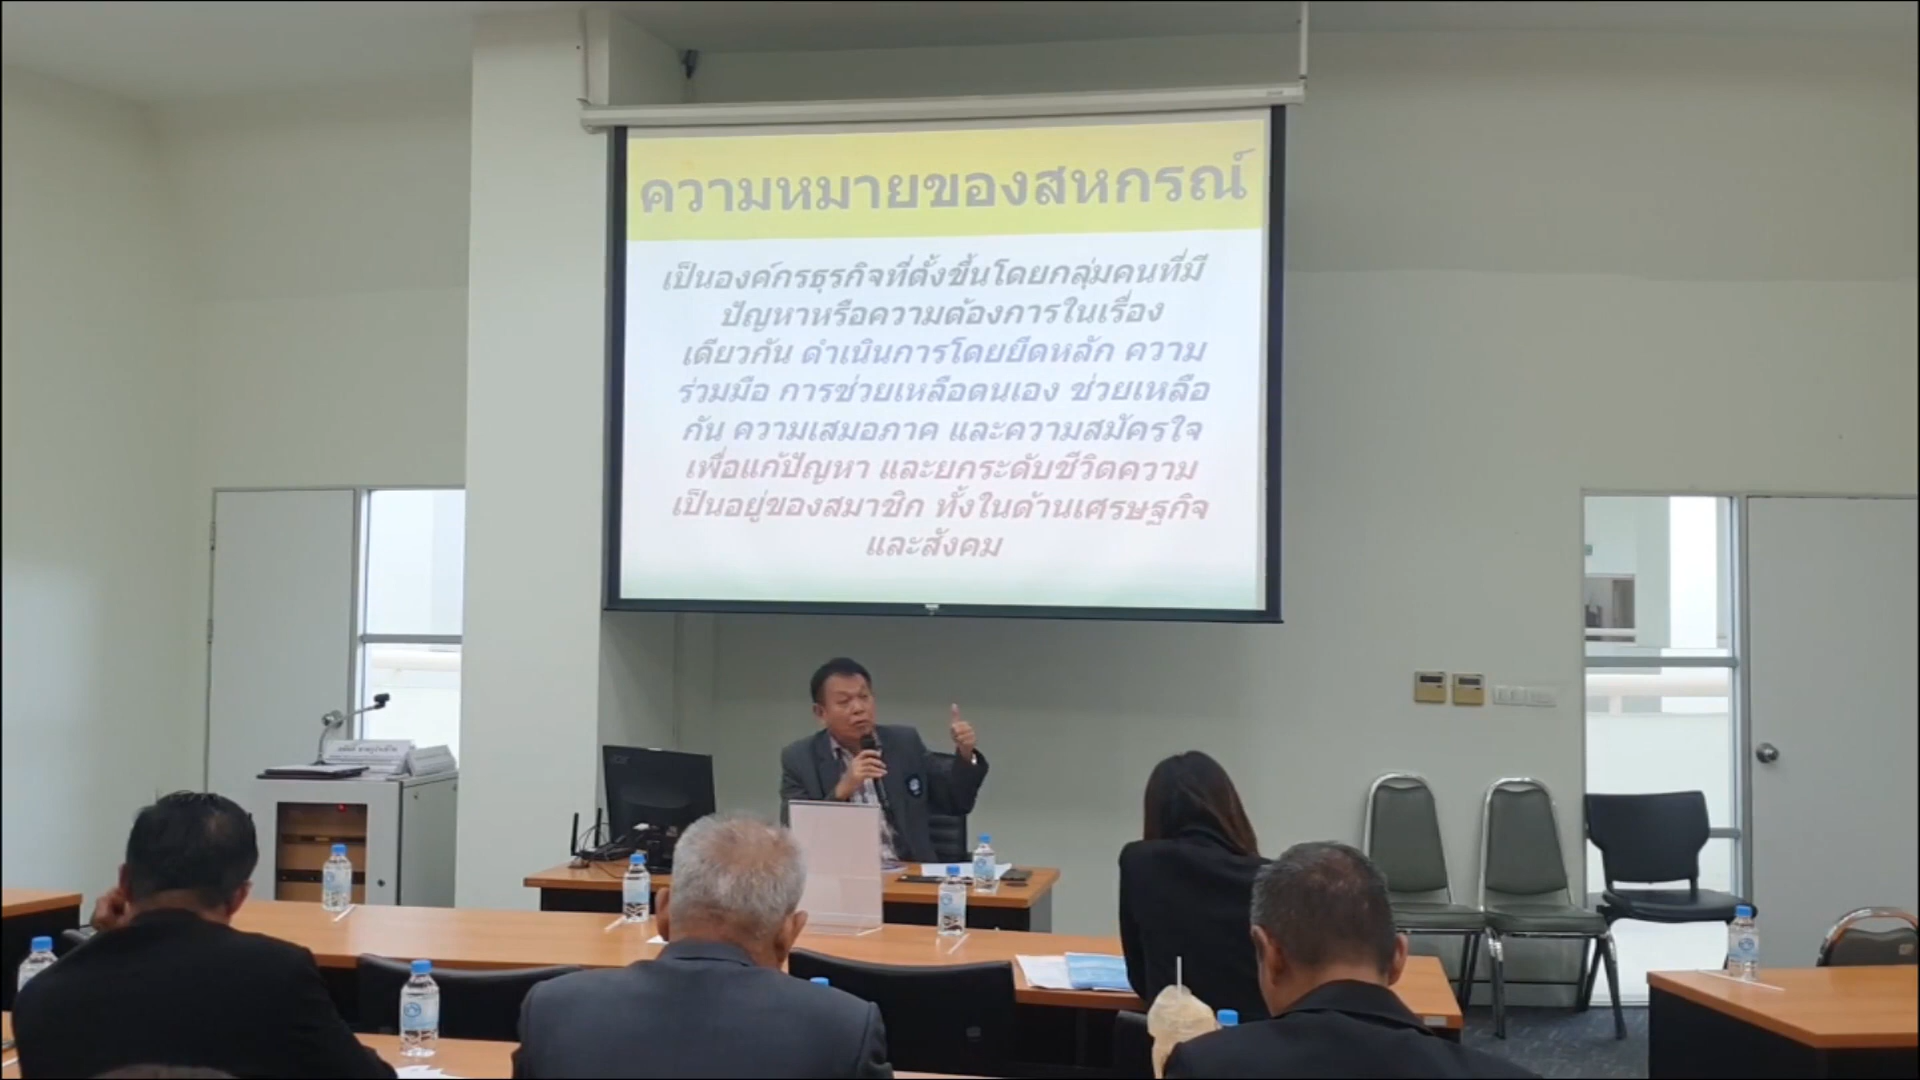 ความหมายของสหกรณ์
เป็นองค์กรธุรกิจที่ตั้งขึ้นโดยกลุ่มคนที่มี
ปัญหาหรือความต้องการในเรื่อง
เดียวกัน ดำเนินการโดยยึดหลัก ความ
ร่วมมือ การช่วยเหลือตนเอง ช่วยเหลือ
กัน ความเสมอภาค และความสมัครใจ
เพื่อแก้ปัญหา และยกระดับชีวิตความ
เป็นอยู่ของสมาชิก ทั้งในด้านเศรษฐกิจ
และสังคม